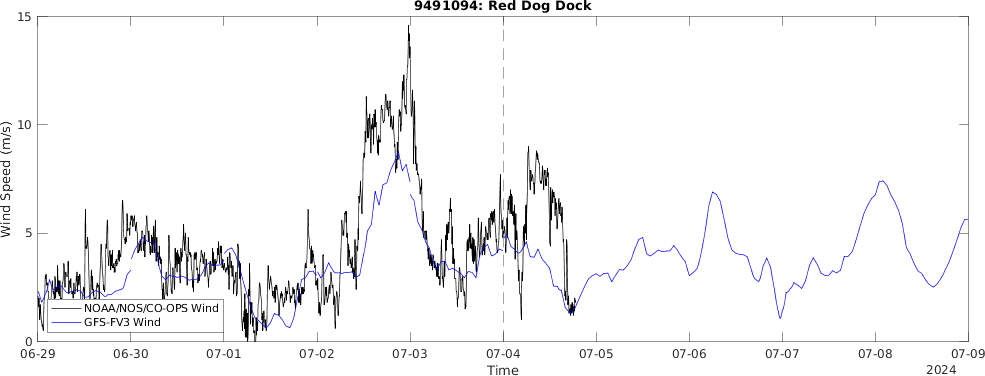 9491094: Red Dog Dock
15
10
5
0
Wind Speed (m/s)
NOAA/NOS/CO-OPS Wind
GFS-FV3 Wind
06-29 06-30 07-01 07-02 07-03 07-04 07-05 07-06 07-07 07-08 07-09
Time
2024